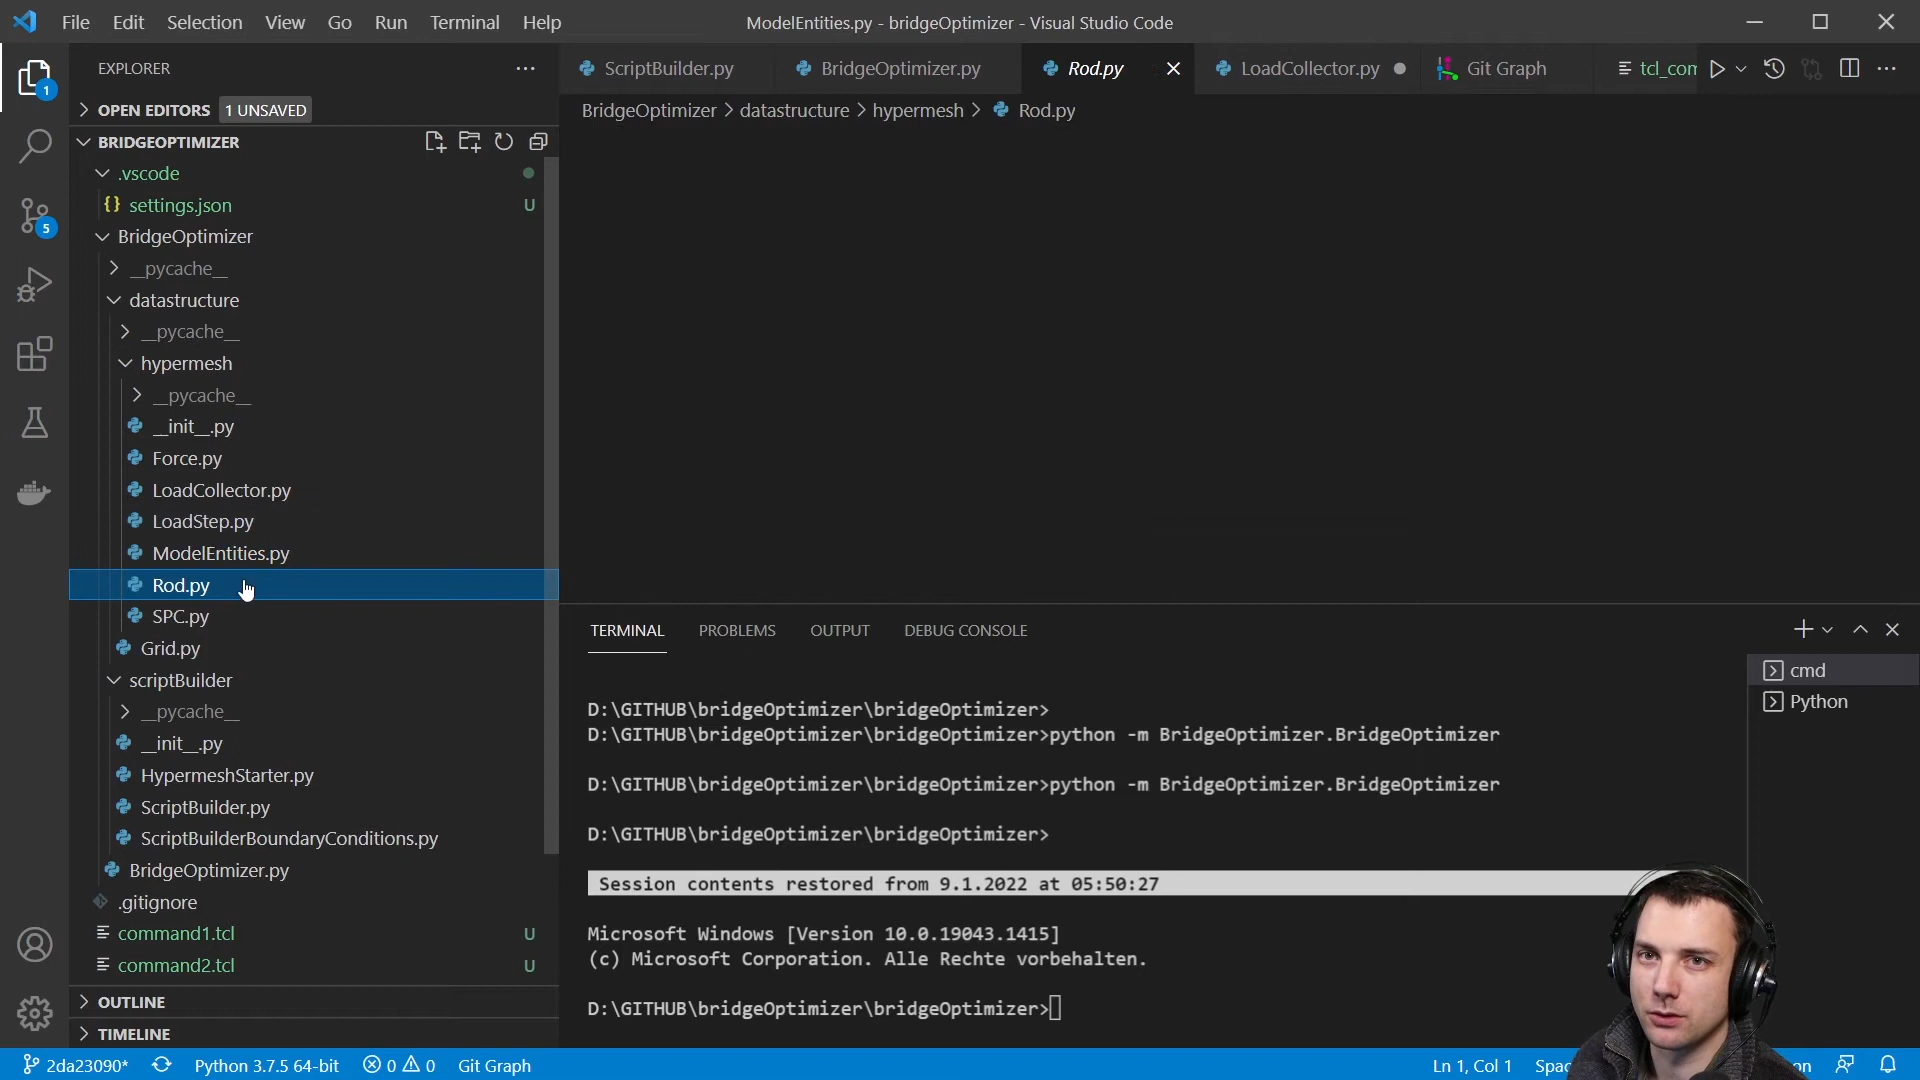 File Edit Selection View Go Run Terminal Help
ModelEntities.py - bridgeOptimizer - Visual Studio Code
EXPLORER
OPEN EDITORS 1 UNSAVED
BRIDGEOPTIMIZER
.vscode
{} settings.json U
BridgeOptimizer
__pycache__
datastructure
__pycache__
hypermesh
__pycache__
__init__.py
Force.py
LoadCollector.py
LoadStep.py
ModelEntities.py
Rod.py
SPC.py
Grid.py
scriptBuilder
__pycache__
__init__.py
HypermeshStarter.py
ScriptBuilder.py
ScriptBuilderBoundaryConditions.py
BridgeOptimizer.py
.gitignore
command1.tcl U
command2.tcl U
OUTLINE
TIMELINE
1
5
ScriptBuilder.py BridgeOptimizer.py Rod.py LoadCollector.py Git Graph tcl_com
BridgeOptimizer > datastructure > hypermesh > Rod.py
TERMINAL PROBLEMS OUTPUT DEBUG CONSOLE
cmd
Python
D:\GITHUB\bridgeOptimizer\bridgeOptimizer>
D:\GITHUB\bridgeOptimizer\bridgeOptimizer>python -m BridgeOptimizer.BridgeOptimizer
D:\GITHUB\bridgeOptimizer\bridgeOptimizer>python -m BridgeOptimizer.BridgeOptimizer
D:\GITHUB\bridgeOptimizer\bridgeOptimizer>
Session contents restored from 9.1.2022 at 05:50:27
Microsoft Windows [Version 10.0.19043.1415]
(c) Microsoft Corporation. Alle Rechte vorbehalten.
D:\GITHUB\bridgeOptimizer\bridgeOptimizer>
2da23090* Python 3.7.5 64-bit 0 0 Git Graph Ln 1, Col 1